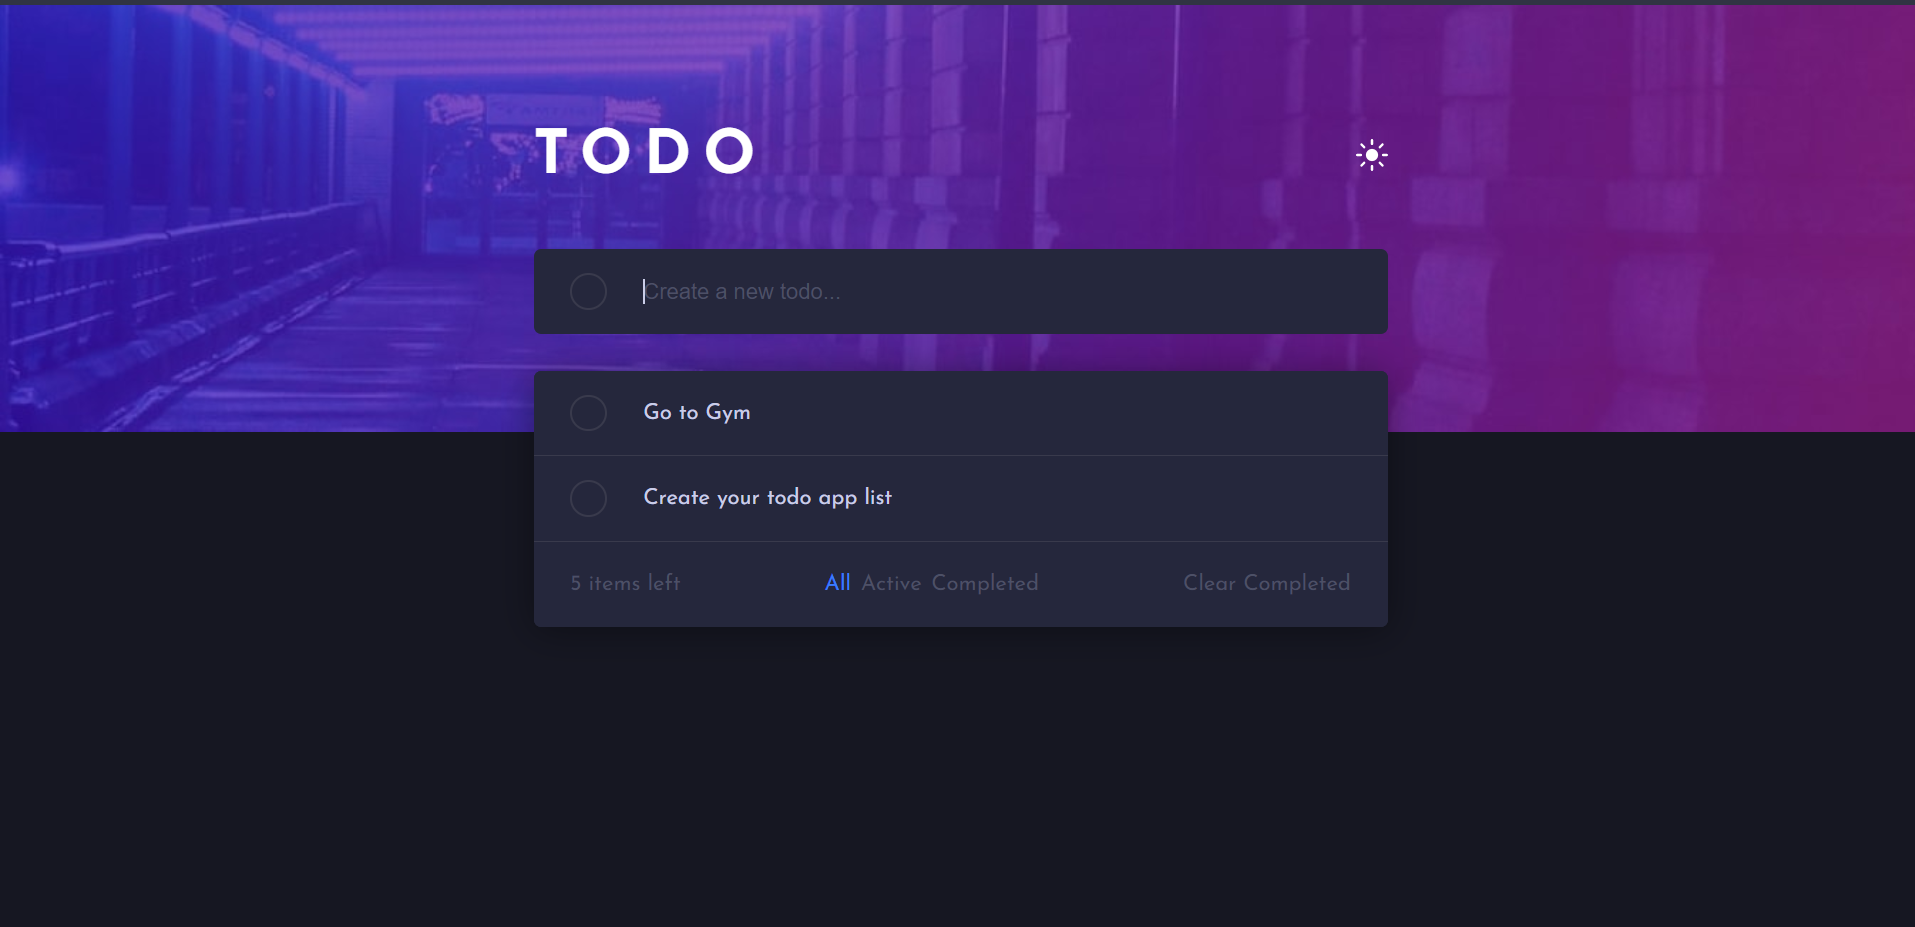 TODO
Create a new todo...
Go to Gym
Create your todo app list
5 items left All Active Completed Clear Completed